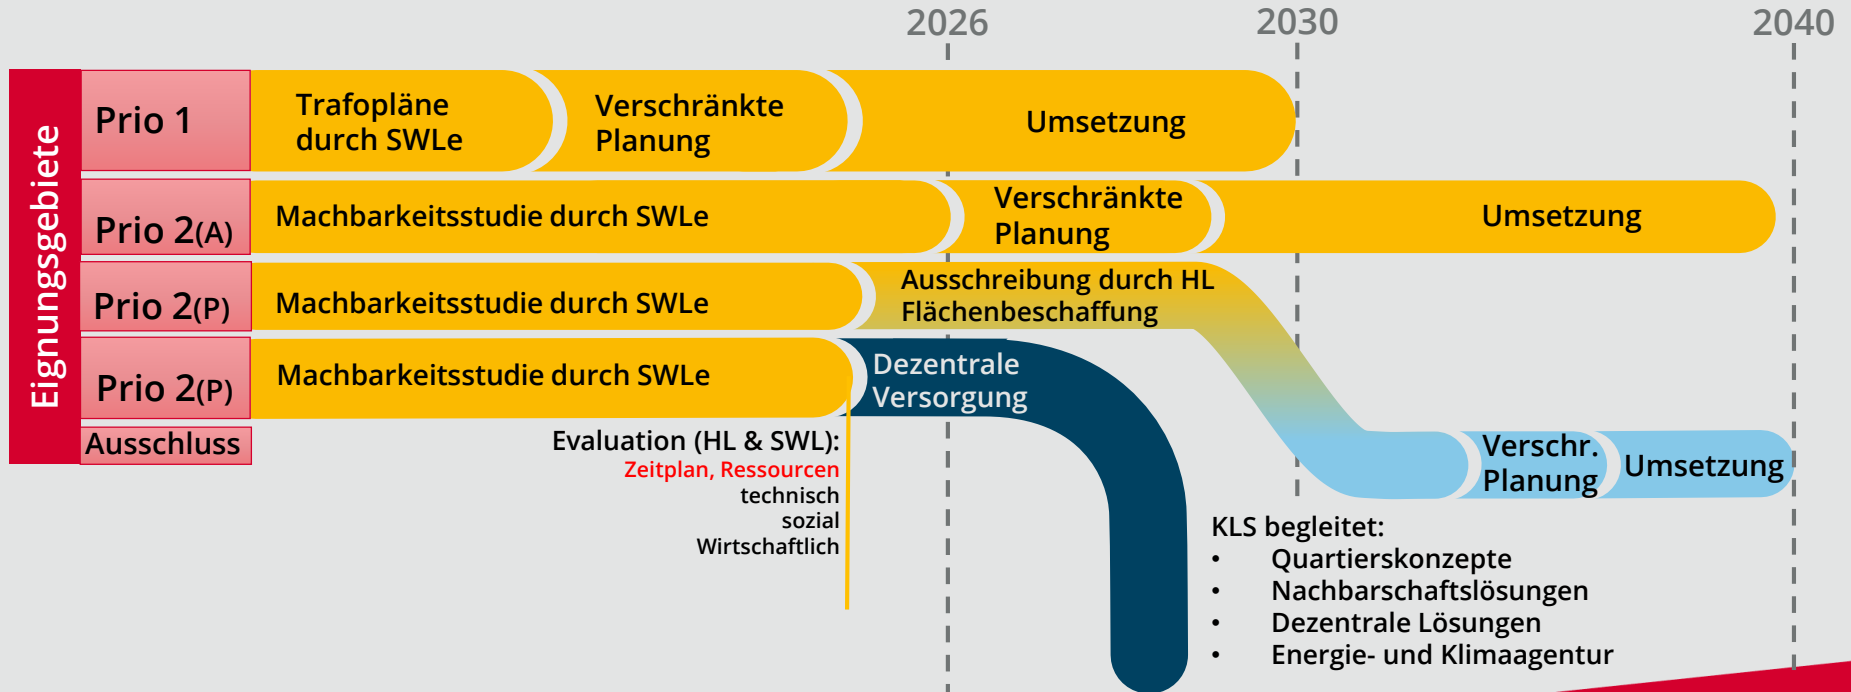 2026
2030
2040
Eignungsgebiete
Prio 1
Trafopläne
durch SWLe
Verschränkte
Planung
Umsetzung
Prio 2(A)
Machbarkeitsstudie durch SWLe
Verschränkte
Planung
Umsetzung
Prio 2(P)
Machbarkeitsstudie durch SWLe
Ausschreibung durch HL
Flächenbeschaffung
Prio 2(P)
Machbarkeitsstudie durch SWLe
Dezentrale
Versorgung
Ausschluss
Evaluation (HL & SWL):
Zeitplan, Ressourcen
technisch
sozial
Wirtschaftlich
Verschr.
Planung
Umsetzung
KLS begleitet:
• Quartierskonzepte
• Nachbarschaftslösungen
• Dezentrale Lösungen
• Energie- und Klimaagentur